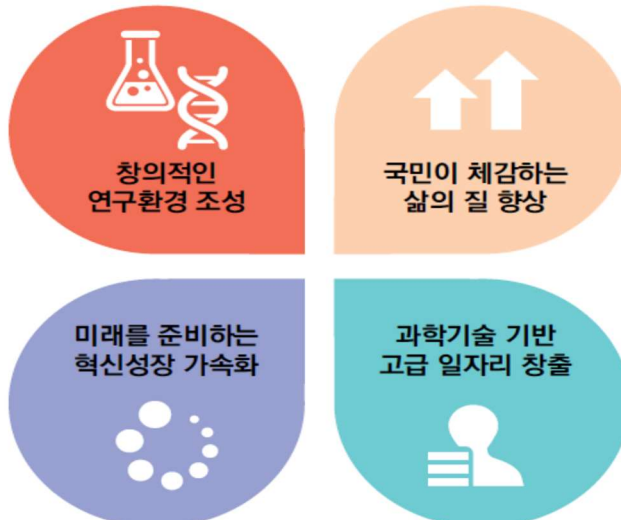 창의적인
연구환경 조성
국민이 체감하는
삶의 질 향상
미래를 준비하는
혁신성장 가속화
과학기술 기반
고급 일자리 창출